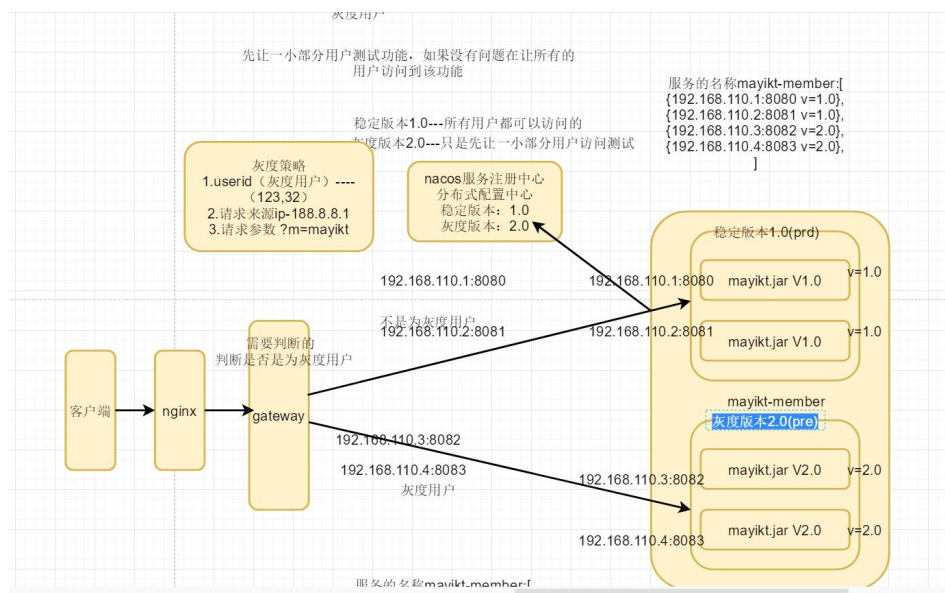 灰度用户
先让一小部分用户测试功能，如果没有问题在让所有的
用户访问到该功能
服务的名称mayikt-member:[
{192.168.110.1:8080 v=1.0},
{192.168.110.2:8081 v=1.0},
{192.168.110.3:8082 v=2.0},
{192.168.110.4:8083 v=2.0},
]
稳定版本1.0---所有用户都可以访问的
灰度版本2.0---只是先让一小部分用户访问测试
灰度策略
1.userid（灰度用户）----
（123,32）
2.请求来源ip-188.8.8.1
3.请求参数 ?m=mayikt
nacos服务注册中心
分布式配置中心
稳定版本：1.0
灰度版本：2.0
稳定版本1.0(prd)
192.168.110.1:8080
192.168.110.1:8080
mayikt.jar V1.0
v=1.0
不是为灰度用户
192.168.110.2:8081
192.168.110.2:8081
mayikt.jar V1.0
v=1.0
需要判断的
判断是否是为灰度用户
客户端
nginx
gateway
mayikt-member
灰度版本2.0(pre)
192.168.110.3:8082
192.168.110.4:8083
灰度用户
192.168.110.3:8082
mayikt.jar V2.0
v=2.0
192.168.110.4:8083
mayikt.jar V2.0
v=2.0
服务的名称mayikt-member:[